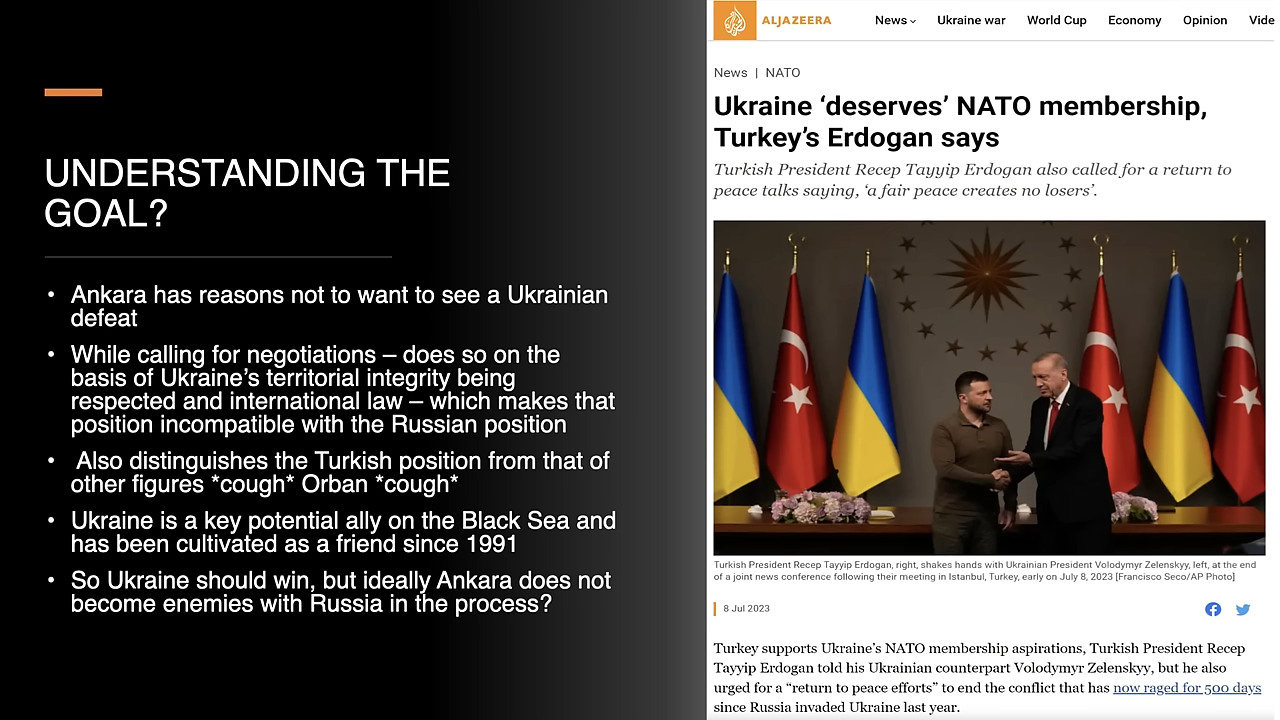 UNDERSTANDING THE
GOAL?
• Ankara has reasons not to want to see a Ukrainian
defeat
• While calling for negotiations – does so on the
basis of Ukraine’s territorial integrity being
respected and international law – which makes that
position incompatible with the Russian position
• Also distinguishes the Turkish position from that of
other figures *cough* Orban *cough*
• Ukraine is a key potential ally on the Black Sea and
has been cultivated as a friend since 1991
• So Ukraine should win, but ideally Ankara does not
become enemies with Russia in the process?
ALJAZEERA
News Ukraine war World Cup Economy Opinion Vide
News | NATO
Ukraine ‘deserves’ NATO membership,
Turkey’s Erdogan says
Turkish President Recep Tayyip Erdogan also called for a return to
peace talks saying, ‘a fair peace creates no losers’.
Turkish President Recep Tayyip Erdogan, right, shakes hands with Ukrainian President Volodymyr Zelenskyy, left, at the end
of a joint news conference following their meeting in Istanbul, Turkey, early on July 8, 2023 [Francisco Seco/AP Photo]
8 Jul 2023
Turkey supports Ukraine’s NATO membership aspirations, Turkish President Recep
Tayyip Erdogan told his Ukrainian counterpart Volodymyr Zelenskyy, but he also
urged for a “return to peace efforts” to end the conflict that has now raged for 500 days
since Russia invaded Ukraine last year.